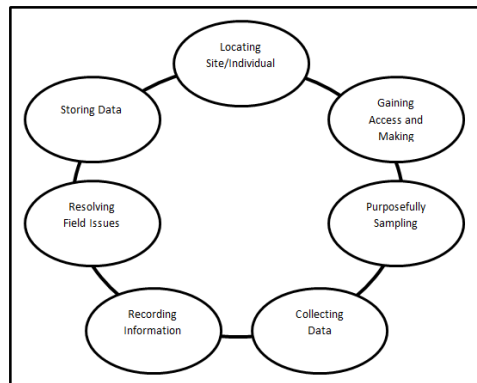 Locating
Site/Individual
Gaining
Access and
Making
Purposefully
Sampling
Collecting
Data
Recording
Information
Resolving
Field Issues
Storing Data